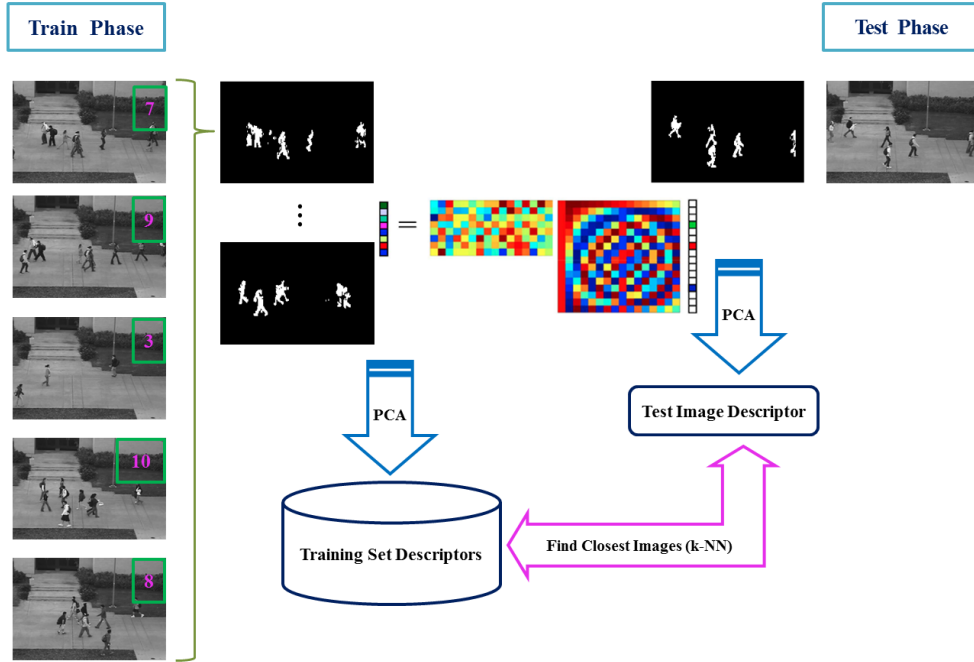 Train Phase
Test Phase
7
9
3
10
8
=
PCA
PCA
Test Image Descriptor
Training Set Descriptors
Find Closest Images (k-NN)